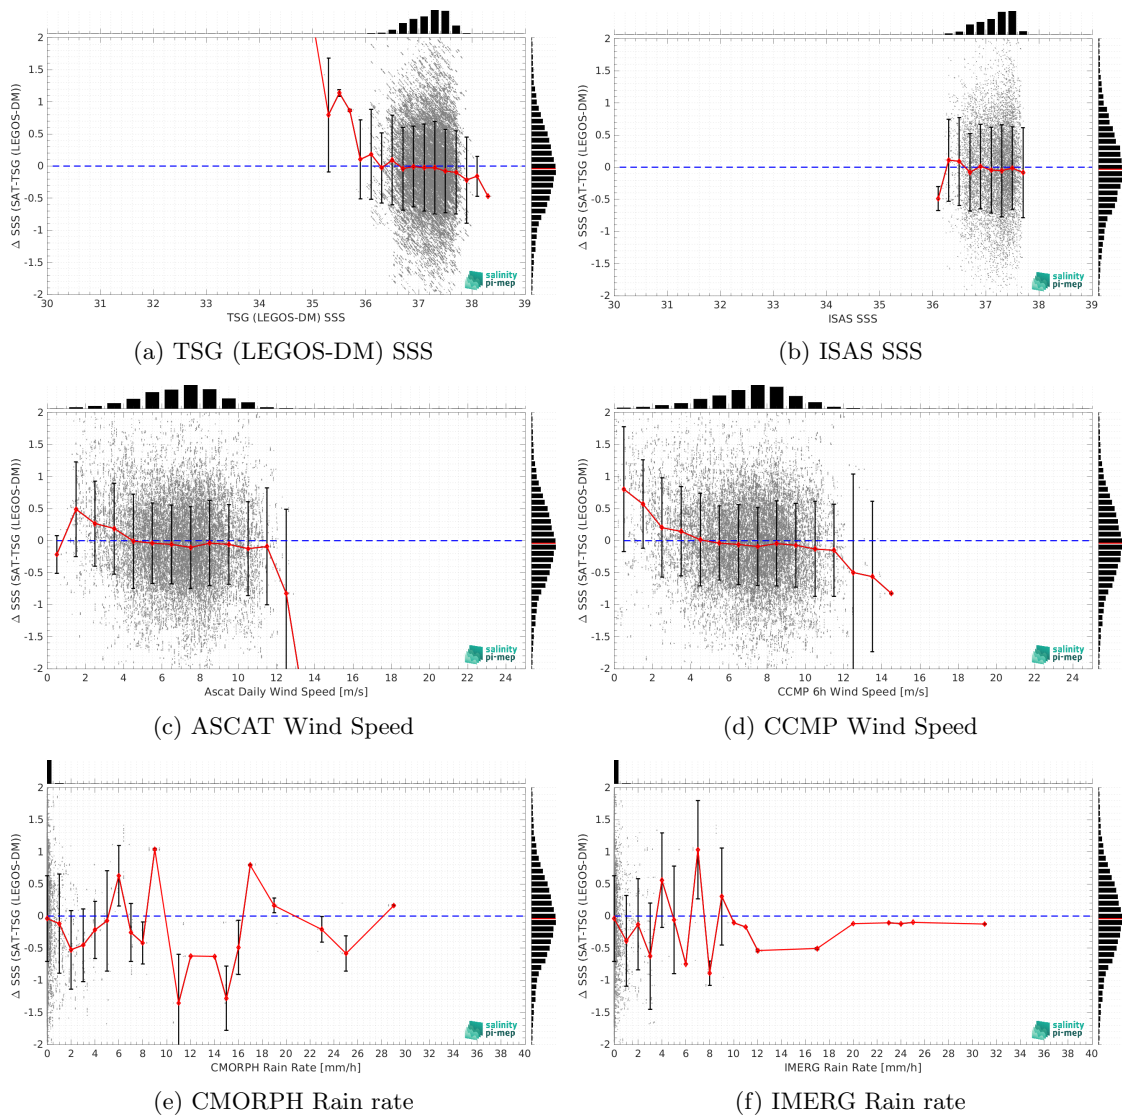 2
1.5
1
0.5
0
-0.5
-1
-1.5
-2
Δ SSS (SAT-TSG (LEGOS-DM))
salinity
pi-mep
30 31 32 33 34 35 36 37 38 39
TSG (LEGOS-DM) SSS
(a) TSG (LEGOS-DM) SSS
2
1.5
1
0.5
0
-0.5
-1
-1.5
-2
Δ SSS (SAT-TSG (LEGOS-DM))
salinity
pi-mep
30 31 32 33 34 35 36 37 38 39
ISAS SSS
(b) ISAS SSS
2
1.5
1
0.5
0
-0.5
-1
-1.5
-2
Δ SSS (SAT-TSG (LEGOS-DM))
salinity
pi-mep
0 2 4 6 8 10 12 14 16 18 20 22 24
Ascat Daily Wind Speed [m/s]
(c) ASCAT Wind Speed
2
1.5
1
0.5
0
-0.5
-1
-1.5
-2
Δ SSS (SAT-TSG (LEGOS-DM))
salinity
pi-mep
0 2 4 6 8 10 12 14 16 18 20 22 24
CCMP 6h Wind Speed [m/s]
(d) CCMP Wind Speed
2
1.5
1
0.5
0
-0.5
-1
-1.5
-2
Δ SSS (SAT-TSG (LEGOS-DM))
salinity
pi-mep
0 2 4 6 8 10 12 14 16 18 20 22 24 26 28 30 32 34 36 38 40
CMORPH Rain Rate [mm/h]
(e) CMORPH Rain rate
2
1.5
1
0.5
0
-0.5
-1
-1.5
-2
Δ SSS (SAT-TSG (LEGOS-DM))
salinity
pi-mep
0 2 4 6 8 10 12 14 16 18 20 22 24 26 28 30 32 34 36 38 40
IMERG Rain Rate [mm/h]
(f) IMERG Rain rate